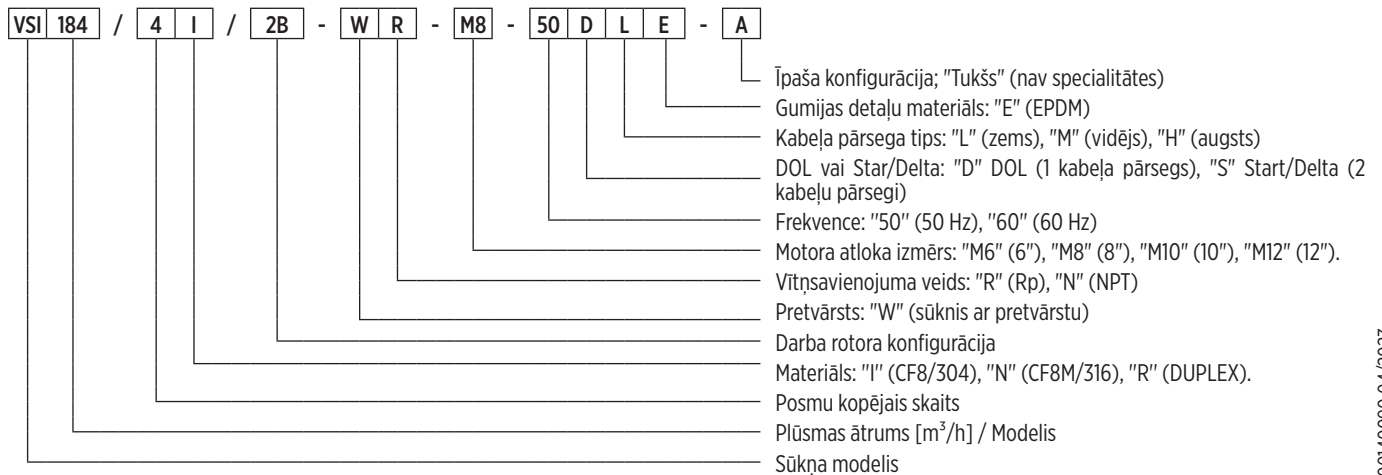 VSI 184 / 4 I / 2B - W R - M8 - 50 D L E - A
Īpaša konfigurācija; "Tukšs" (nav specialitātes)
Gumijas detaļu materiāls: "E" (EPDM)
Kabeļa pārsega tips: "L" (zems), "M" (vidējs), "H" (augsts)
DOL vai Star/Delta: "D" DOL (1 kabeļa pārsegs), "S" Start/Delta (2
kabeļu pārsegi)
Frekvence: "50" (50 Hz), "60" (60 Hz)
Motora atloka izmērs: "M6" (6"), "M8" (8"), "M10" (10"), "M12" (12").
Vītņsavienojuma veids: "R" (Rp), "N" (NPT)
Pretvārsts: "W" (sūknis ar pretvārstu)
Darba rotora konfigurācija
Materiāls: "I" (CF8/304), "N" (CF8M/316), "R" (DUPLEX).
Posmu kopējais skaits
Plūsmas ātrums [m³/h] / Modelis
Sūkņa modelis